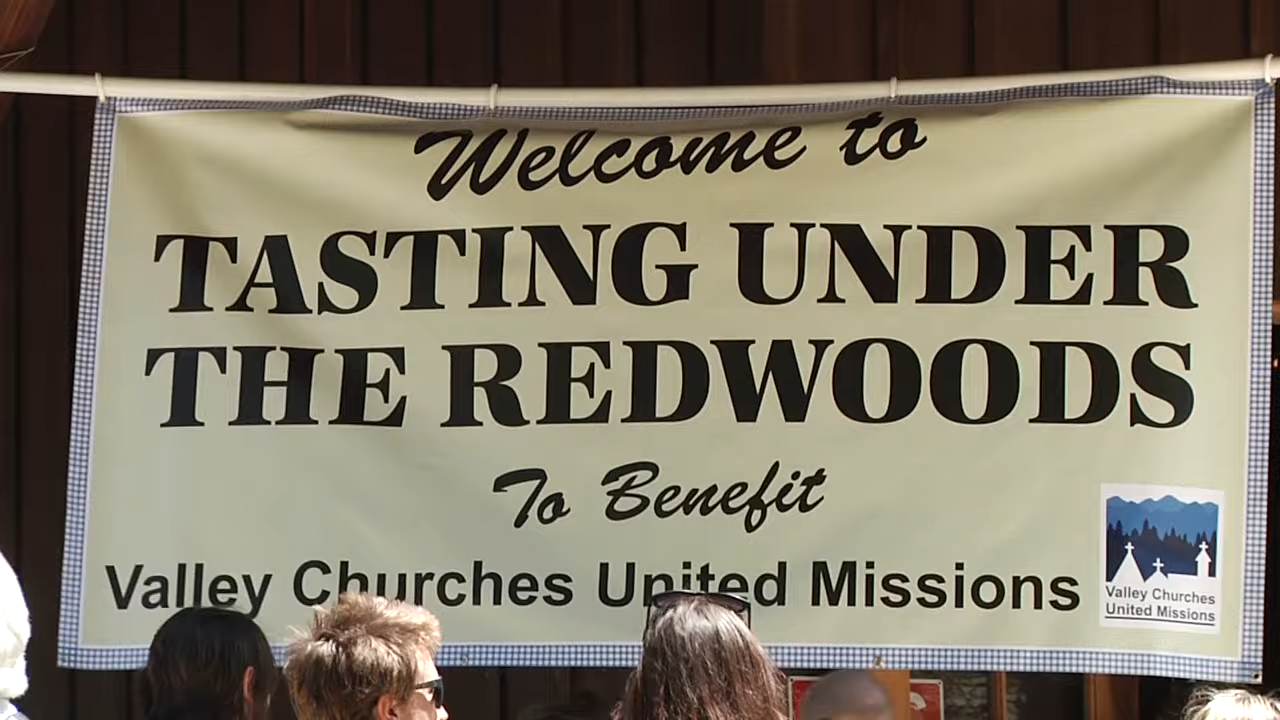 Welcome to
TASTING UNDER
THE REDWOODS
To Benefit
Valley Churches United Missions
Valley Churches
United Missions